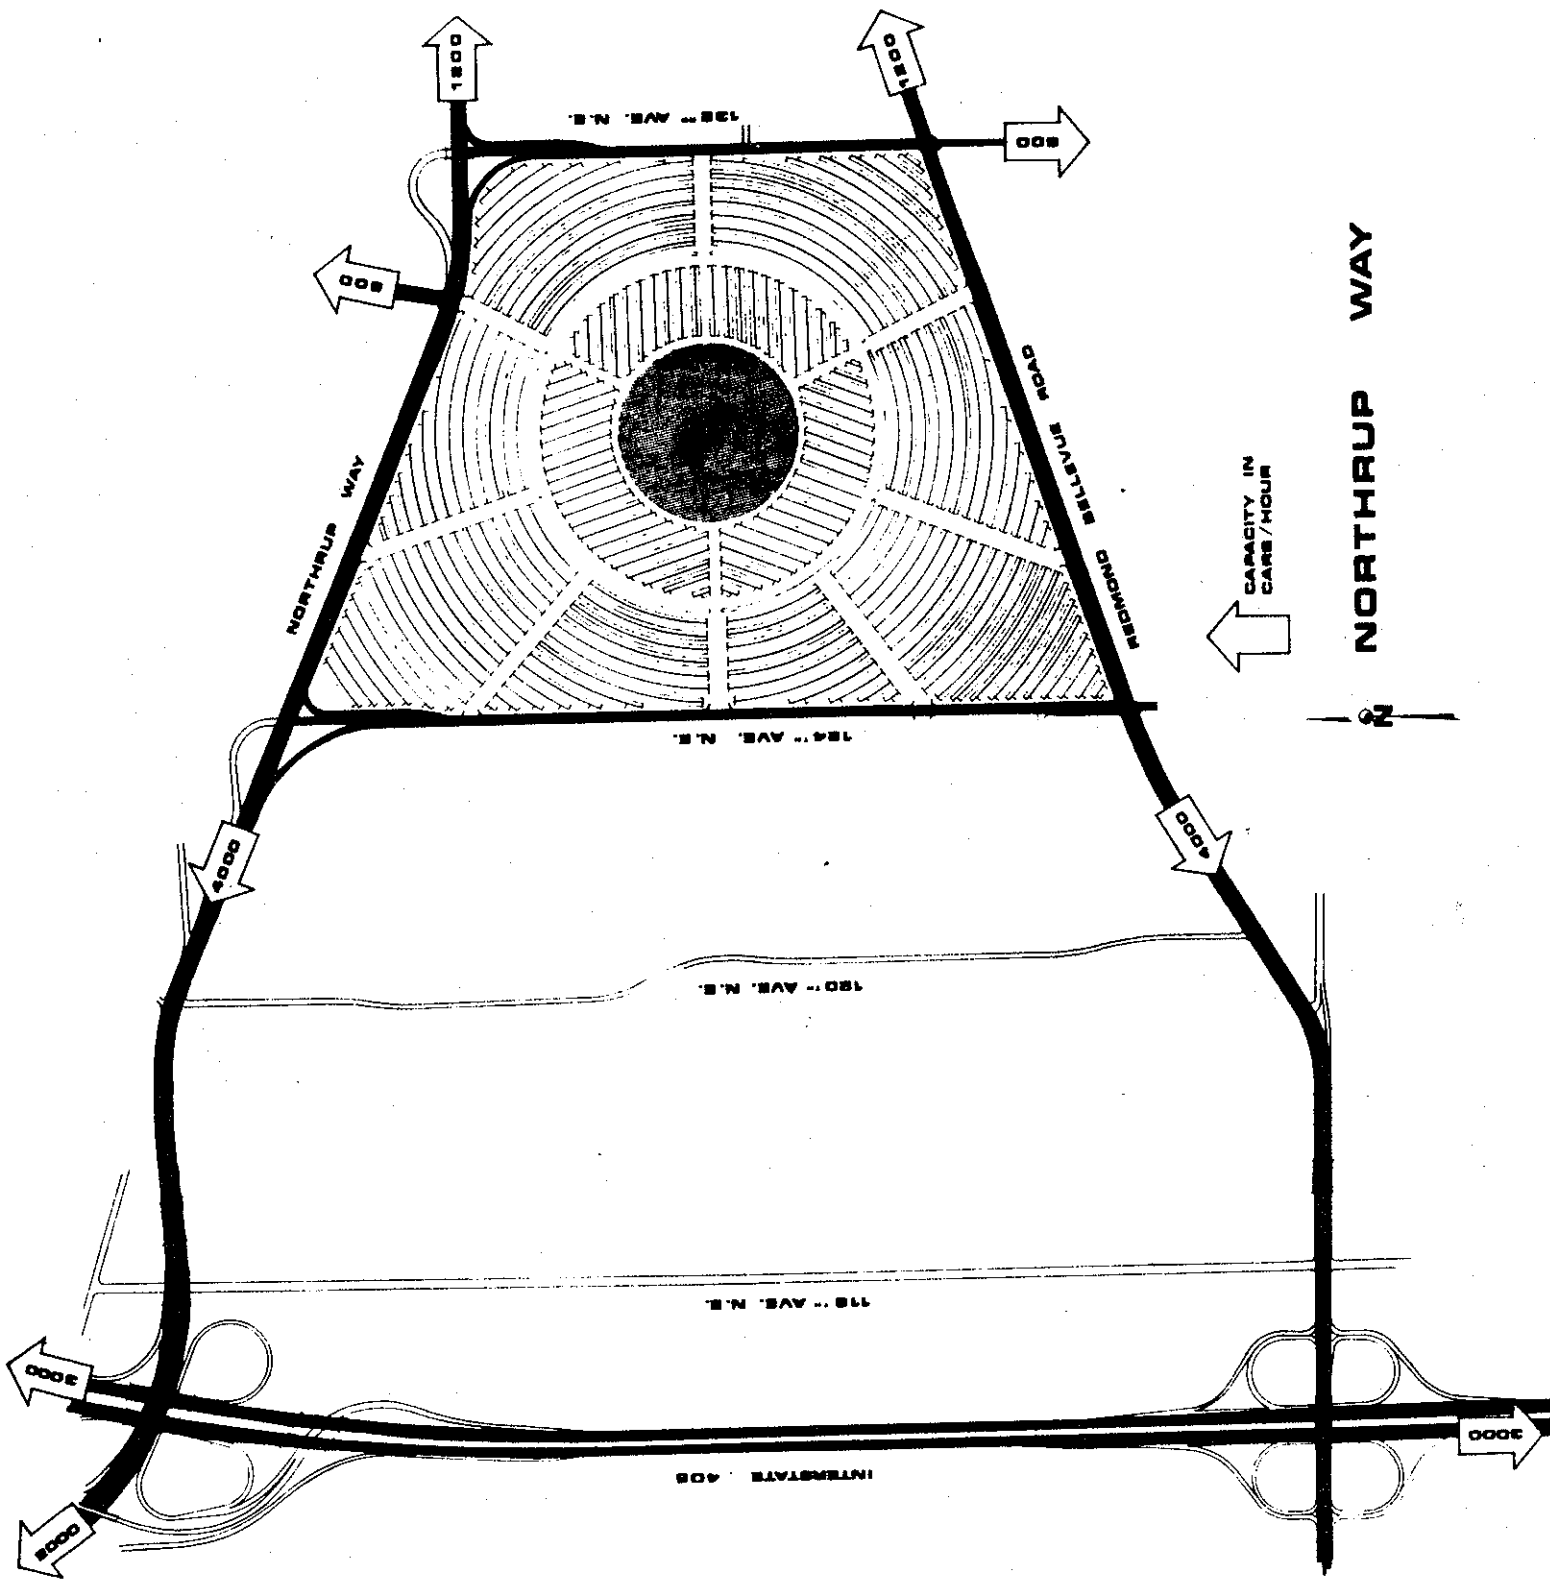 1200
1200
132ND AVE. N.E.
600
600
NORTHRUP WAY
REDMOND BELLEVUE ROAD
124TH AVE. N.E.
4000
4000
120TH AVE. N.E.
116TH AVE. N.E.
3000
3000
INTERSTATE 405
CAPACITY IN
CARS/HOUR
N
NORTHRUP WAY